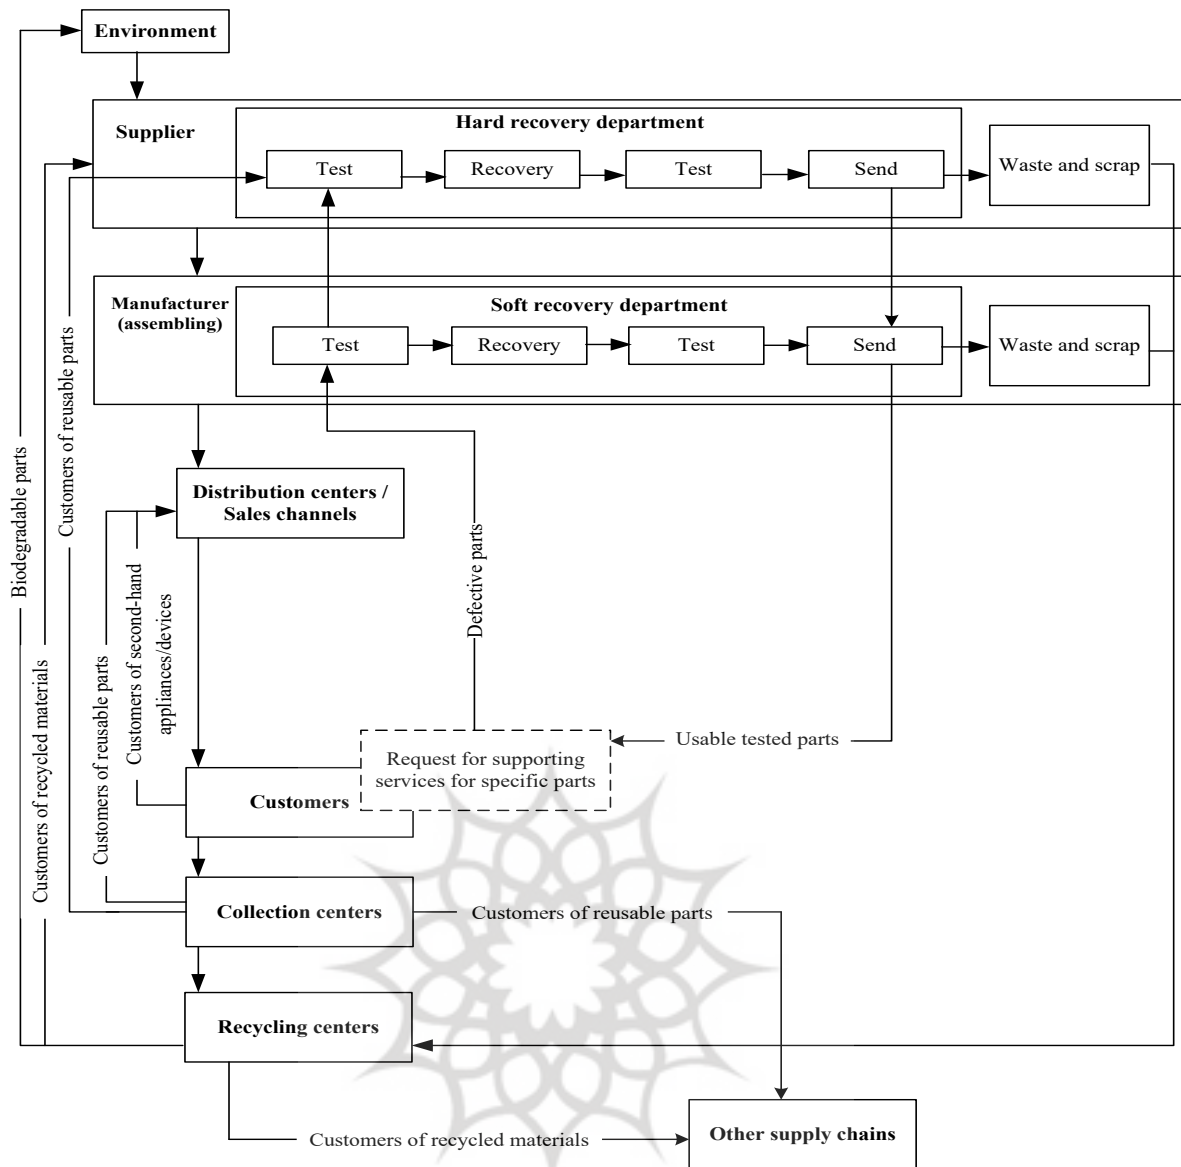 Environment
Supplier
Hard recovery department
Test
Recovery
Test
Send
Waste and scrap
Manufacturer
(assembling)
Soft recovery department
Test
Recovery
Test
Send
Waste and scrap
Biodegradable parts
Customers of recycled materials
Customers of reusable parts
Customers of reusable parts
Customers of second-hand
appliances/devices
Distribution centers /
Sales channels
Defective parts
Usable tested parts
Request for supporting
services for specific parts
Customers
Collection centers
Customers of reusable parts
Recycling centers
Customers of recycled materials
Other supply chains